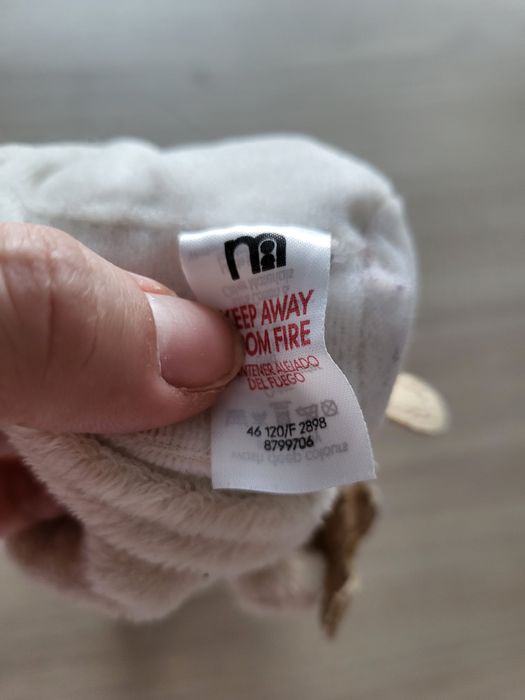 m
KEEP AWAY
FROM FIRE
MANTENER ALEJADO
DEL FUEGO
46 120/F 2898
8799706